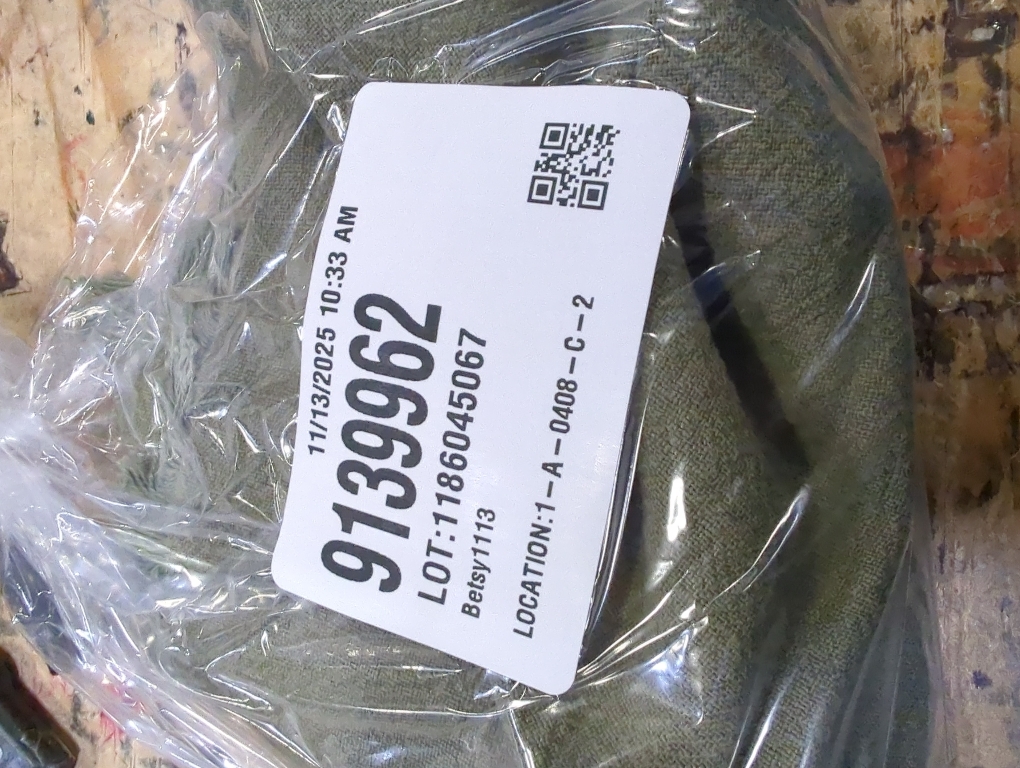 11/13/2025 10:33 AM
9139962
LOT:1186045067
Betsy1113
LOCATION:1-A-0408-C-2